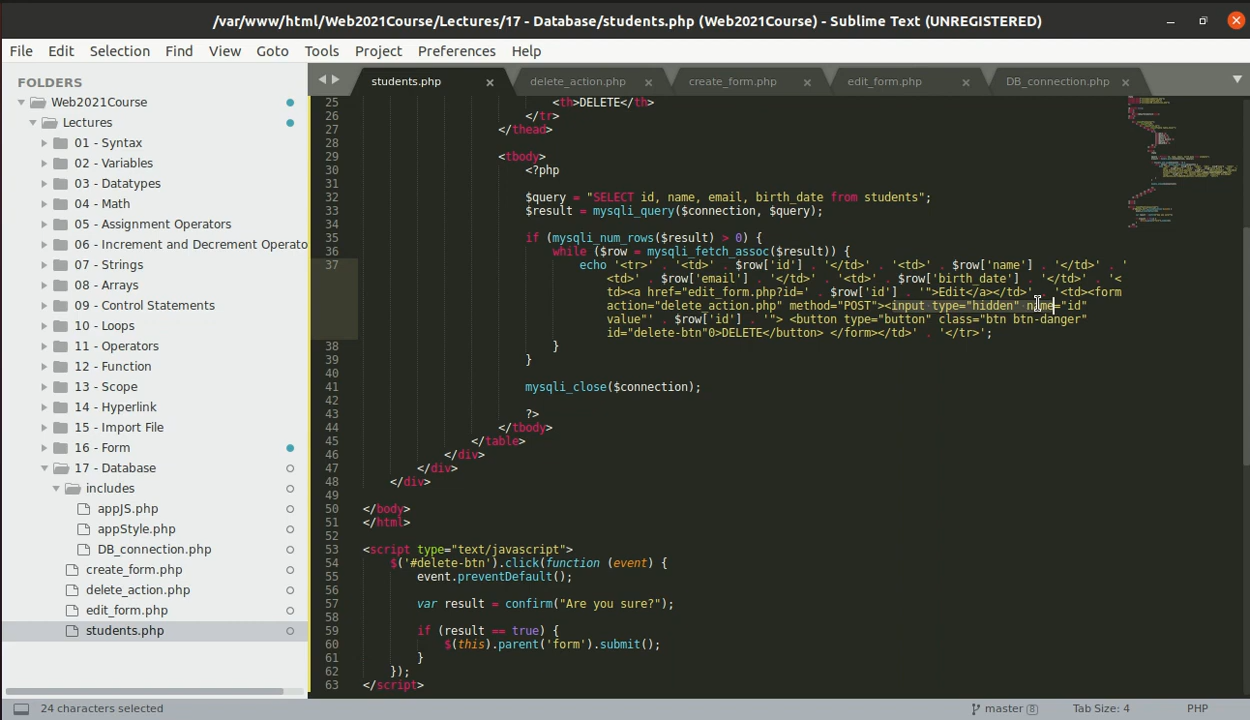 /var/www/html/Web2021Course/Lectures/17 - Database/students.php (Web2021Course) - Sublime Text (UNREGISTERED)
File Edit Selection Find View Goto Tools Project Preferences Help
FOLDERS
Web2021Course
Lectures
01 - Syntax
02 - Variables
03 - Datatypes
04 - Math
05 - Assignment Operators
06 - Increment and Decrement Operato
07 - Strings
08 - Arrays
09 - Control Statements
10 - Loops
11 - Operators
12 - Function
13 - Scope
14 - Hyperlink
15 - Import File
16 - Form
17 - Database
includes
appJS.php
appStyle.php
DB_connection.php
create_form.php
delete_action.php
edit_form.php
students.php
students.php delete_action.php create_form.php edit_form.php DB_connection.php
25 <th>DELETE</th>
26 </tr>
27 </thead>
28
29 <tbody>
30 <?php
31
32 $query = "SELECT id, name, email, birth_date from students";
33 $result = mysqli_query($connection, $query);
34
35 if (mysqli_num_rows($result) > 0) {
36 while ($row = mysqli_fetch_assoc($result)) {
37 echo '<tr>' . '<td>' . $row['id'] . '</td>' . '<td>' . $row['name'] . '</td>' . '
<td>' . $row['email'] . '</td>' . '<td>' . $row['birth_date'] . '</td>' . '<
td><a href="edit_form.php?id=' . $row['id'] . '">Edit</a></td>' . '<td><form
action="delete_action.php" method="POST"><input type="hidden" name="id"
value"' . $row['id'] . '"> <button type="button" class="btn btn-danger"
id="delete-btn"0>DELETE</button> </form></td>' . '</tr>';
38 }
39 }
40
41 mysqli_close($connection);
42
43 ?>
44 </tbody>
45 </table>
46 </div>
47 </div>
48 </div>
49
50 </body>
51 </html>
52
53 <script type="text/javascript">
54 $('#delete-btn').click(function (event) {
55 event.preventDefault();
56
57 var result = confirm("Are you sure?");
58
59 if (result == true) {
60 $(this).parent('form').submit();
61 }
62 });
63 </script>
24 characters selected master 8 Tab Size: 4 PHP